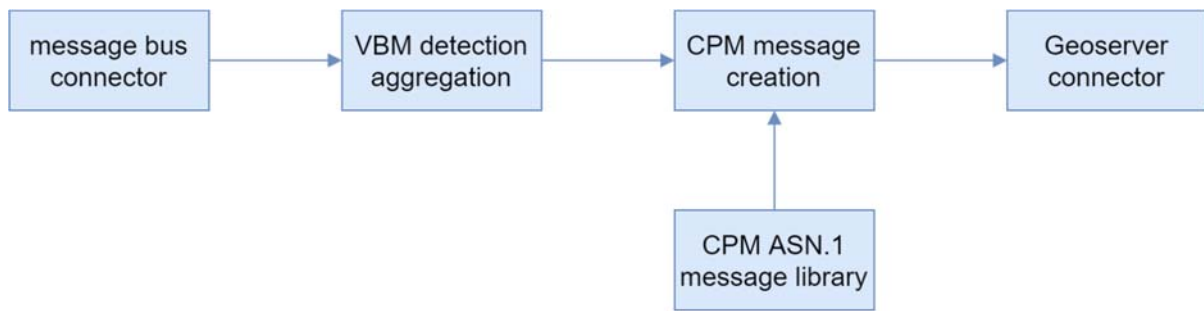 message bus
connector
VBM detection
aggregation
CPM message
creation
Geoserver
connector
CPM ASN.1
message library